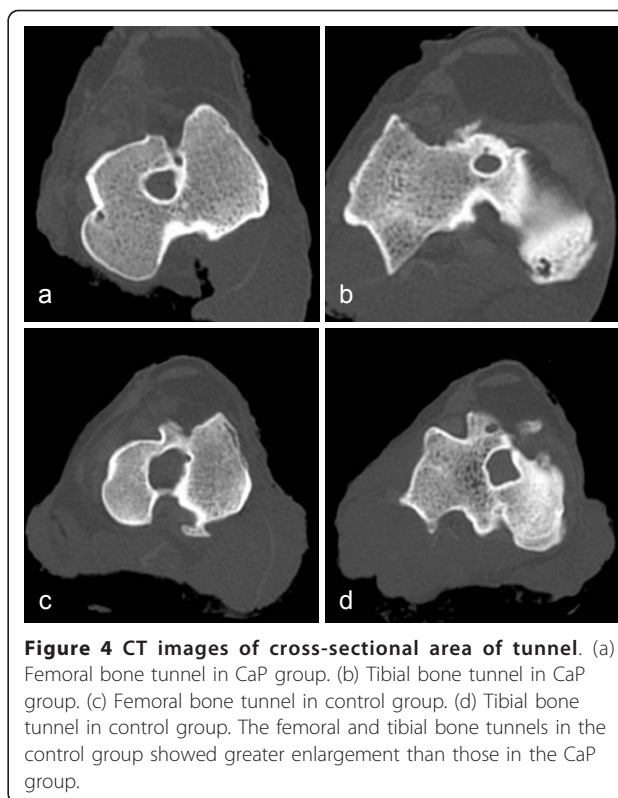 a
b
c
d
Figure 4 CT images of cross-sectional area of tunnel. (a)
Femoral bone tunnel in CaP group. (b) Tibial bone tunnel in CaP
group. (c) Femoral bone tunnel in control group. (d) Tibial bone
tunnel in control group. The femoral and tibial bone tunnels in the
control group showed greater enlargement than those in the CaP
group.